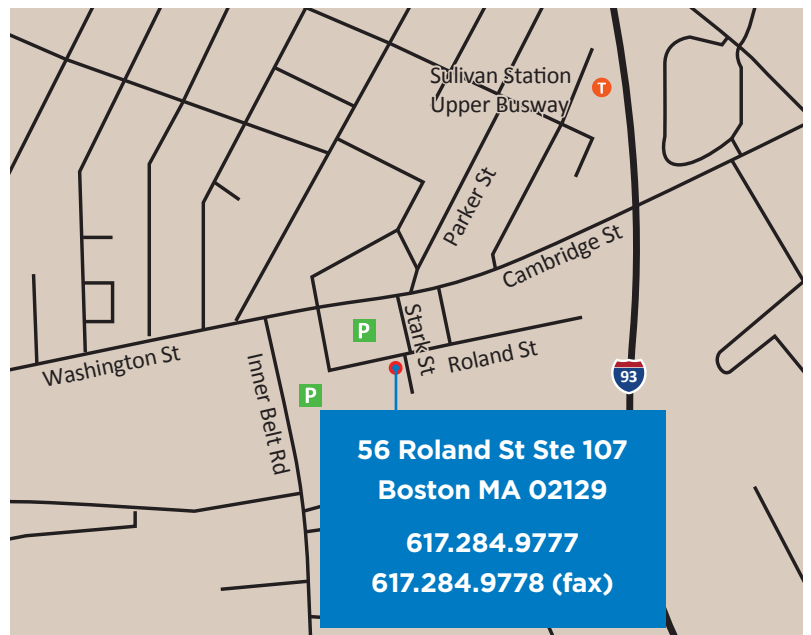 Sulivan Station
Upper Busway
T
Parker St
Cambridge St
P
Stark St
Roland St
Washington St
Inner Belt Rd
P
93
56 Roland St Ste 107
Boston MA 02129
617.284.9777
617.284.9778 (fax)